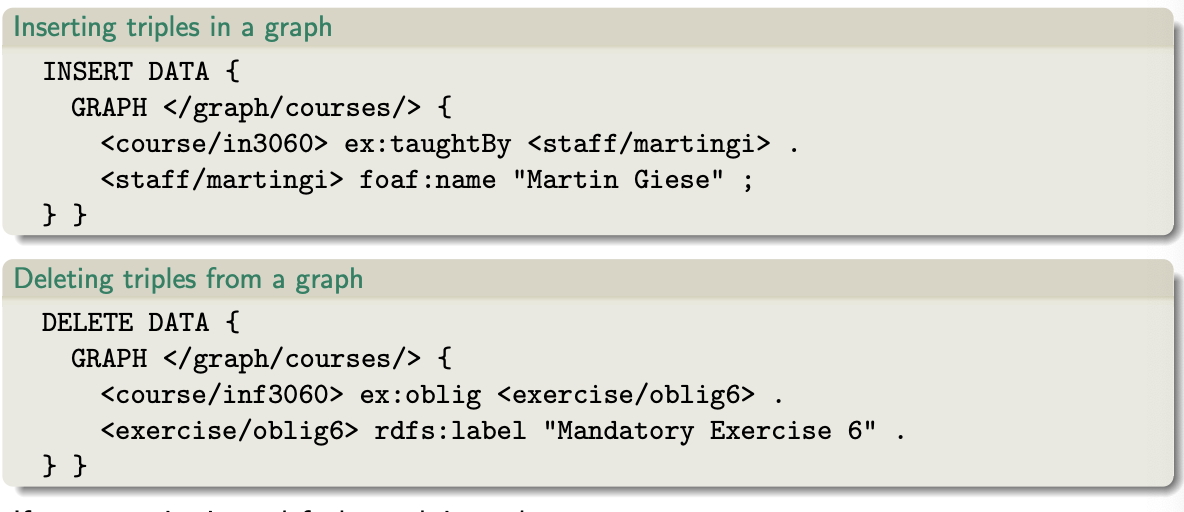 Inserting triples in a graph
INSERT DATA {
GRAPH </graph/courses/> {
<course/in3060> ex:taughtBy <staff/martingi> .
<staff/martingi> foaf:name "Martin Giese" ;
} }
Deleting triples from a graph
DELETE DATA {
GRAPH </graph/courses/> {
<course/inf3060> ex:oblig <exercise/oblig6> .
<exercise/oblig6> rdfs:label "Mandatory Exercise 6" .
} }